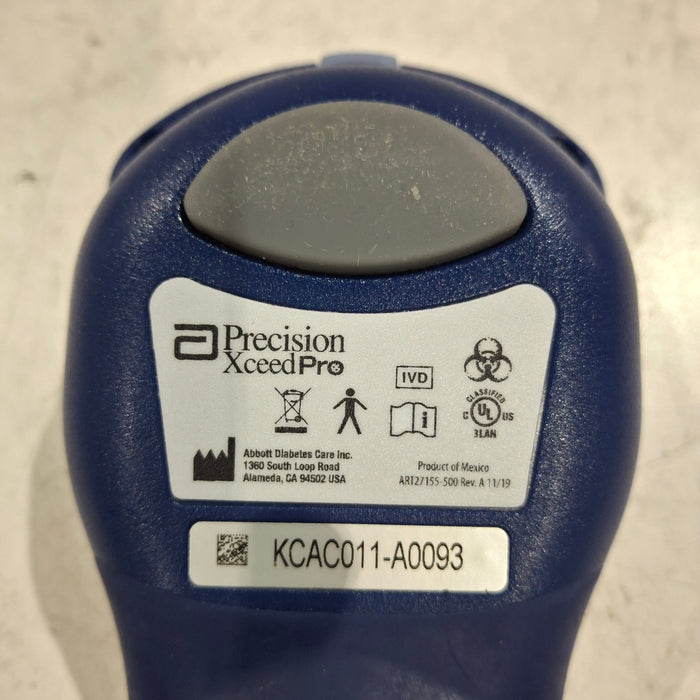 Precision
XceedPro
IVD
i
CLASSIFIED
C UL US
3LAN
Abbott Diabetes Care Inc.
1360 South Loop Road
Alameda, CA 94502 USA
Product of Mexico
ART27155-500 Rev. A 11/19
KCAC011-A0093